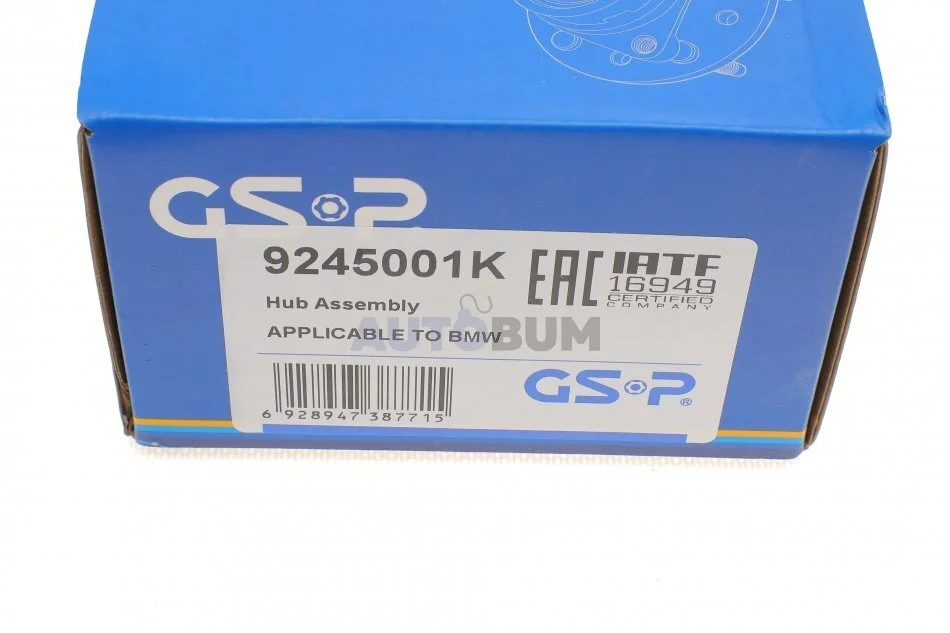 GSP
9245001K
EAC
IATF
16949
CERTIFIED
COMPANY
Hub Assembly
APPLICABLE TO BMW
AUTOBUM
GSP®
6 928947 387715